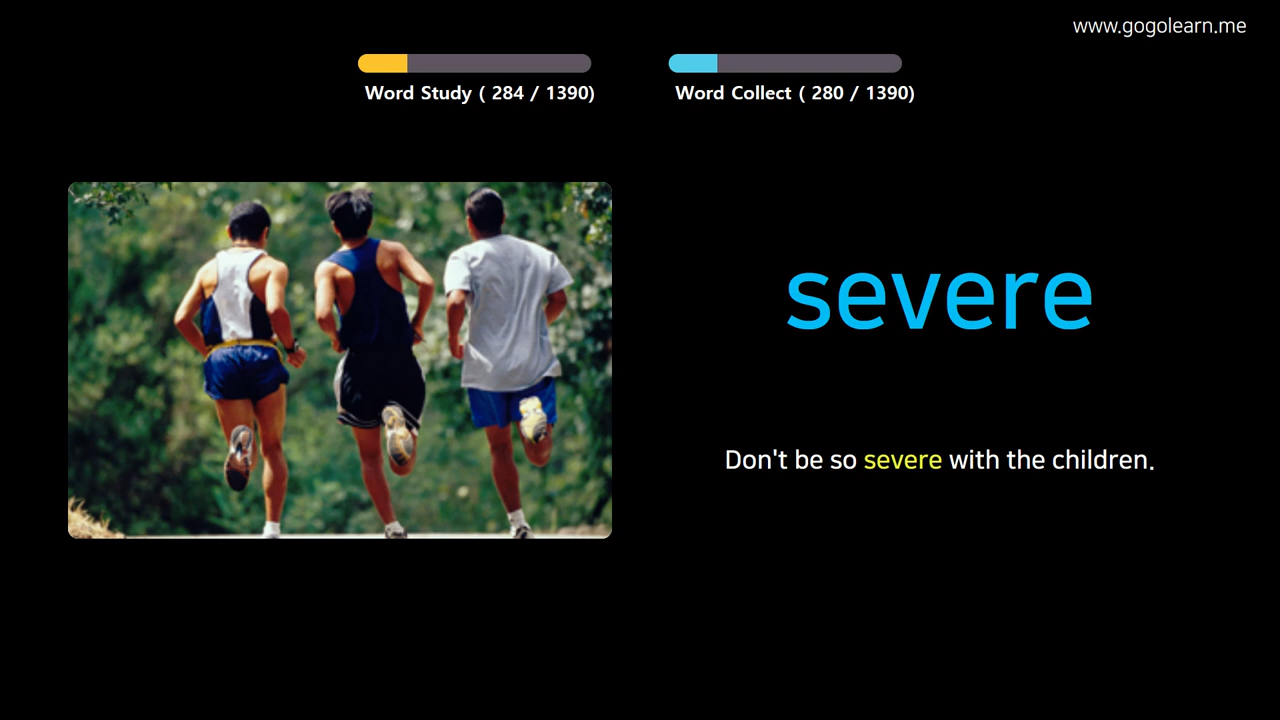 www.gogolearn.me
Word Study ( 284 / 1390)
Word Collect ( 280 / 1390)
severe
Don't be so severe with the children.